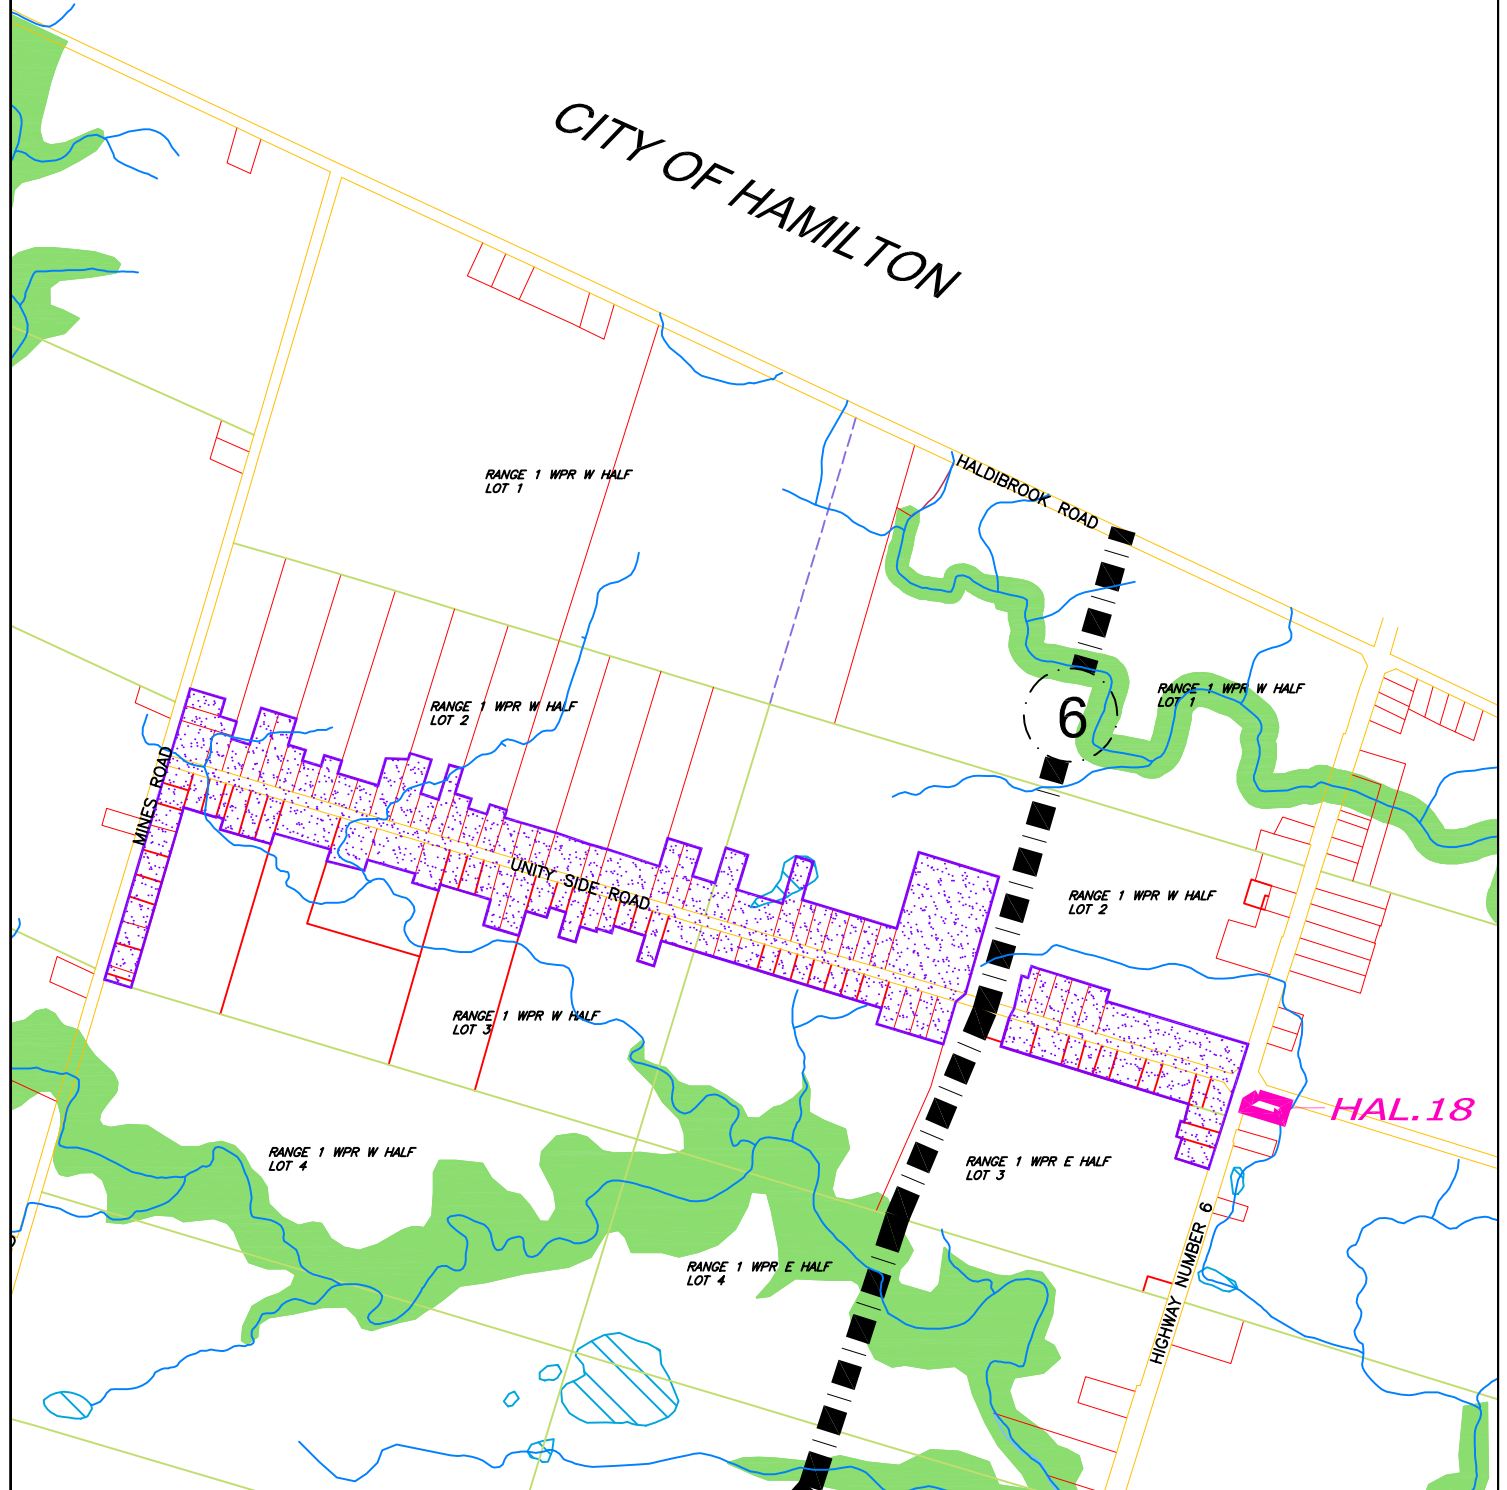 CITY OF HAMILTON
HALDIBROOK ROAD
RANGE 1 WPR W HALF
LOT 1
RANGE 1 WPR W HALF
LOT 2
6
RANGE 1 WPR W HALF
LOT 1
MINES ROAD
UNITY SIDE ROAD
RANGE 1 WPR W HALF
LOT 2
RANGE 1 WPR W HALF
LOT 3
HAL.18
RANGE 1 WPR W HALF
LOT 4
RANGE 1 WPR E HALF
LOT 3
RANGE 1 WPR E HALF
LOT 4
HIGHWAY NUMBER 6